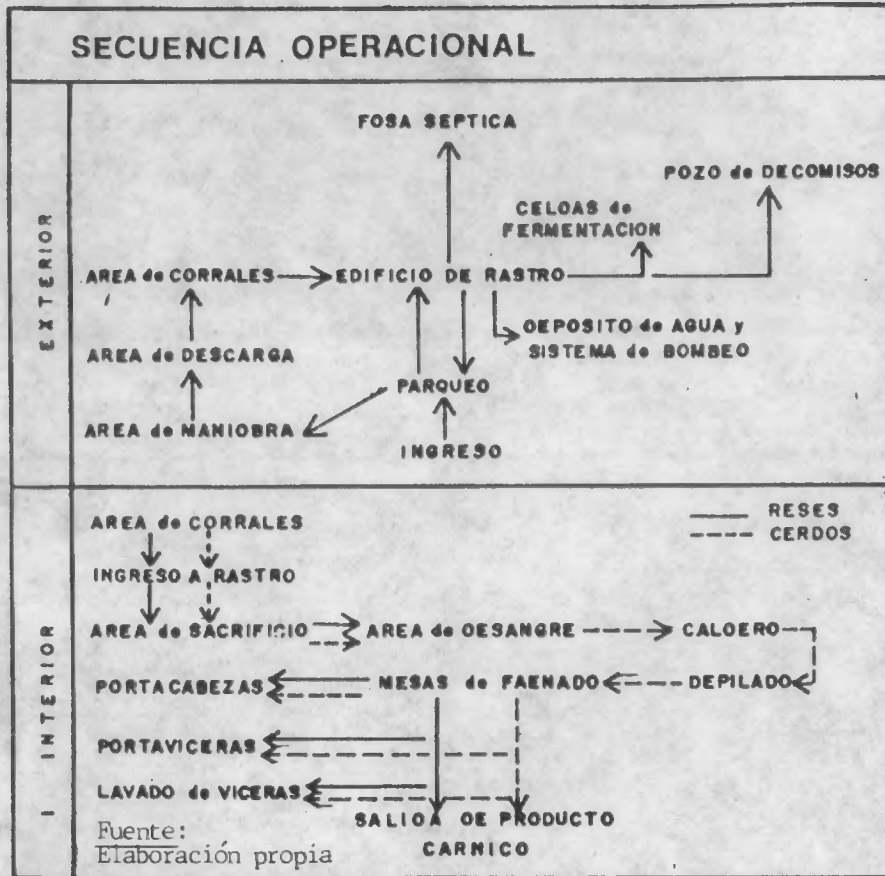 SECUENCIA OPERACIONAL
EXTERIOR
FOSA SEPTICA
POZO de DECOMISOS
CELOAS de
FERMENTACION
AREA de CORRALES
EDIFICIO DE RASTRO
OEPOSITO de AGUA y
SISTEMA de BOMBEO
AREA de DESCARGA
PARQUEO
AREA de MANIOBRA
INGRESO
I INTERIOR
AREA de CORRALES
RESES
CERDOS
INGRESO A RASTRO
AREA de SACRIFICIO
AREA de OESANGRE
CALOERO
PORTACABEZAS
MESAS de FAENADO
DEPILADO
PORTAVICERAS
LAVADO de VICERAS
SALIOA OE PRODUCTO
CARNICO
Fuente:
Elaboración propia